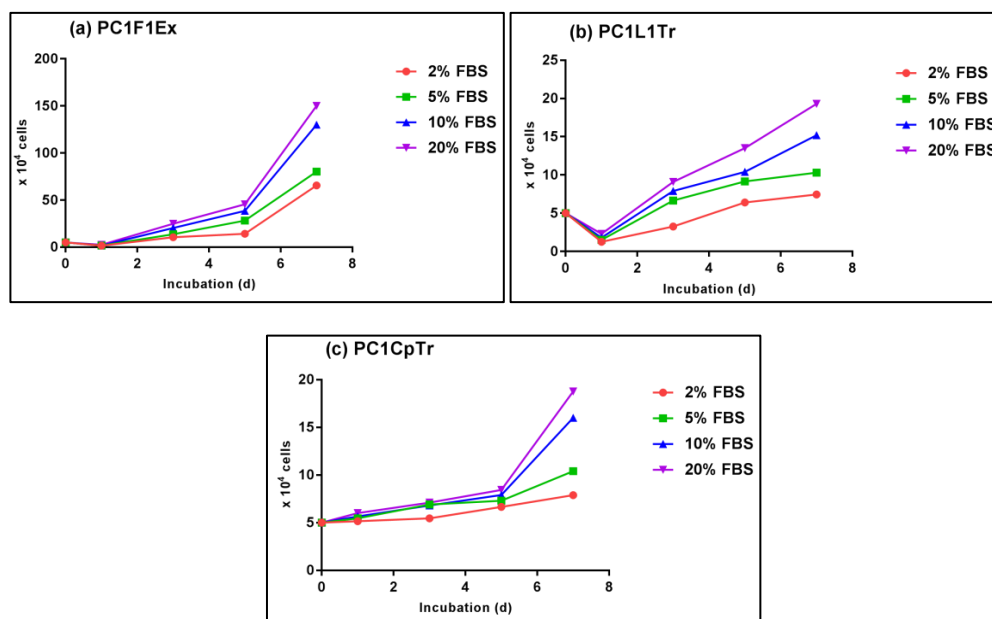 (a) PC1F1Ex
200
150
100
50
0
x 10⁴ cells
0 2 4 6 8
Incubation (d)
2% FBS
5% FBS
10% FBS
20% FBS
(b) PC1L1Tr
25
20
15
10
5
0
x 10⁴ cells
0 2 4 6 8
Incubation (d)
2% FBS
5% FBS
10% FBS
20% FBS
(c) PC1CpTr
20
15
10
5
0
x 10⁴ cells
0 2 4 6 8
Incubation (d)
2% FBS
5% FBS
10% FBS
20% FBS